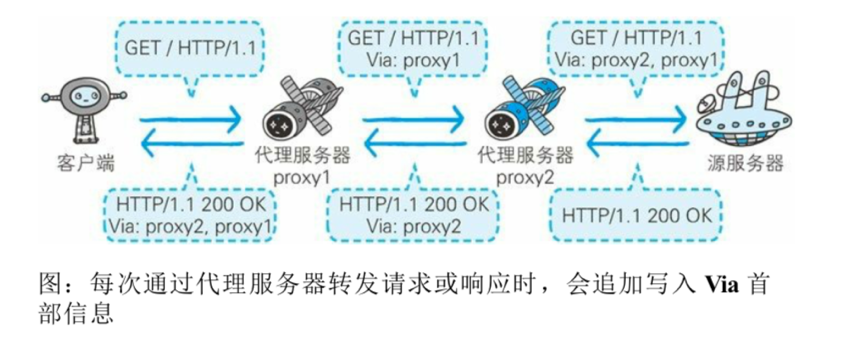 GET / HTTP/1.1
GET / HTTP/1.1
Via: proxy1
GET / HTTP/1.1
Via: proxy2, proxy1
客户端
代理服务器
proxy1
代理服务器
proxy2
源服务器
HTTP/1.1 200 OK
Via: proxy2, proxy1
HTTP/1.1 200 OK
Via: proxy2
HTTP/1.1 200 OK
图：每次通过代理服务器转发请求或响应时，会追加写入 Via 首
部信息